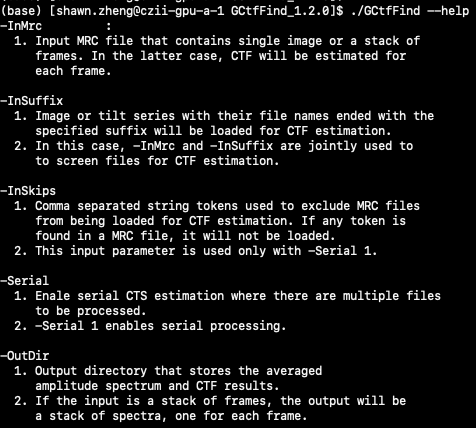 (base) [shawn.zheng@czii-gpu-a-1 GCtfFind_1.2.0]$ ./GCtfFind --help
-InMrc          :
  1. Input MRC file that contains single image or a stack of
     frames. In the latter case, CTF will be estimated for
     each frame.
-InSuffix
  1. Image or tilt series with their file names ended with the
     specified suffix will be loaded for CTF estimation.
  2. In this case, -InMrc and -InSuffix are jointly used to
     to screen files for CTF estimation.
-InSkips
  1. Comma separated string tokens used to exclude MRC files
     from being loaded for CTF estimation. If any token is
     found in a MRC file, it will not be loaded.
  2. This input parameter is used only with -Serial 1.
-Serial
  1. Enale serial CTS estimation where there are multiple files
     to be processed.
  2. -Serial 1 enables serial processing.
-OutDir
  1. Output directory that stores the averaged
     amplitude spectrum and CTF results.
  2. If the input is a stack of frames, the output will be
     a stack of spectra, one for each frame.